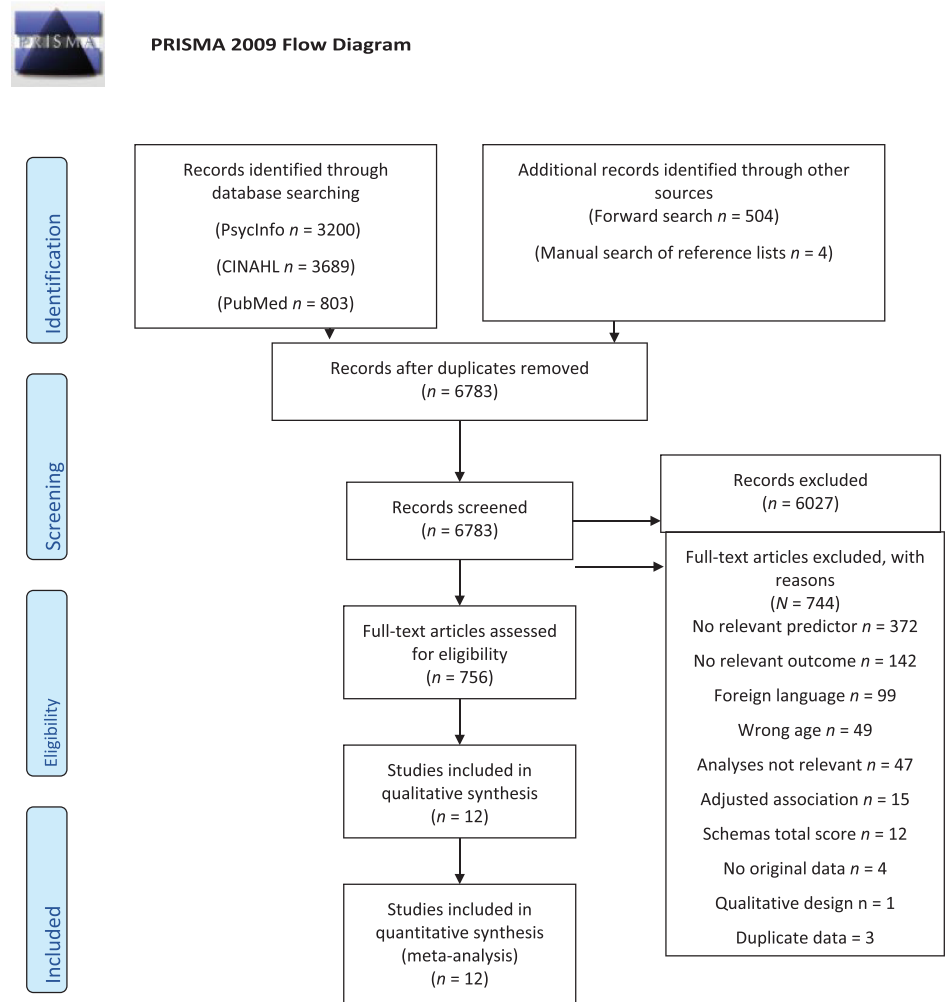 PRISMA
PRISMA 2009 Flow Diagram
Identification
Records identified through
database searching
(PsycInfo n = 3200)
(CINAHL n = 3689)
(PubMed n = 803)
Additional records identified through other
sources
(Forward search n = 504)
(Manual search of reference lists n = 4)
Records after duplicates removed
(n = 6783)
Screening
Records screened
(n = 6783)
Records excluded
(n = 6027)
Eligibility
Full-text articles assessed
for eligibility
(n = 756)
Full-text articles excluded, with
reasons
(N = 744)
No relevant predictor n = 372
No relevant outcome n = 142
Foreign language n = 99
Wrong age n = 49
Analyses not relevant n = 47
Adjusted association n = 15
Schemas total score n = 12
No original data n = 4
Qualitative design n = 1
Duplicate data = 3
Studies included in
qualitative synthesis
(n = 12)
Included
Studies included in
quantitative synthesis
(meta-analysis)
(n = 12)